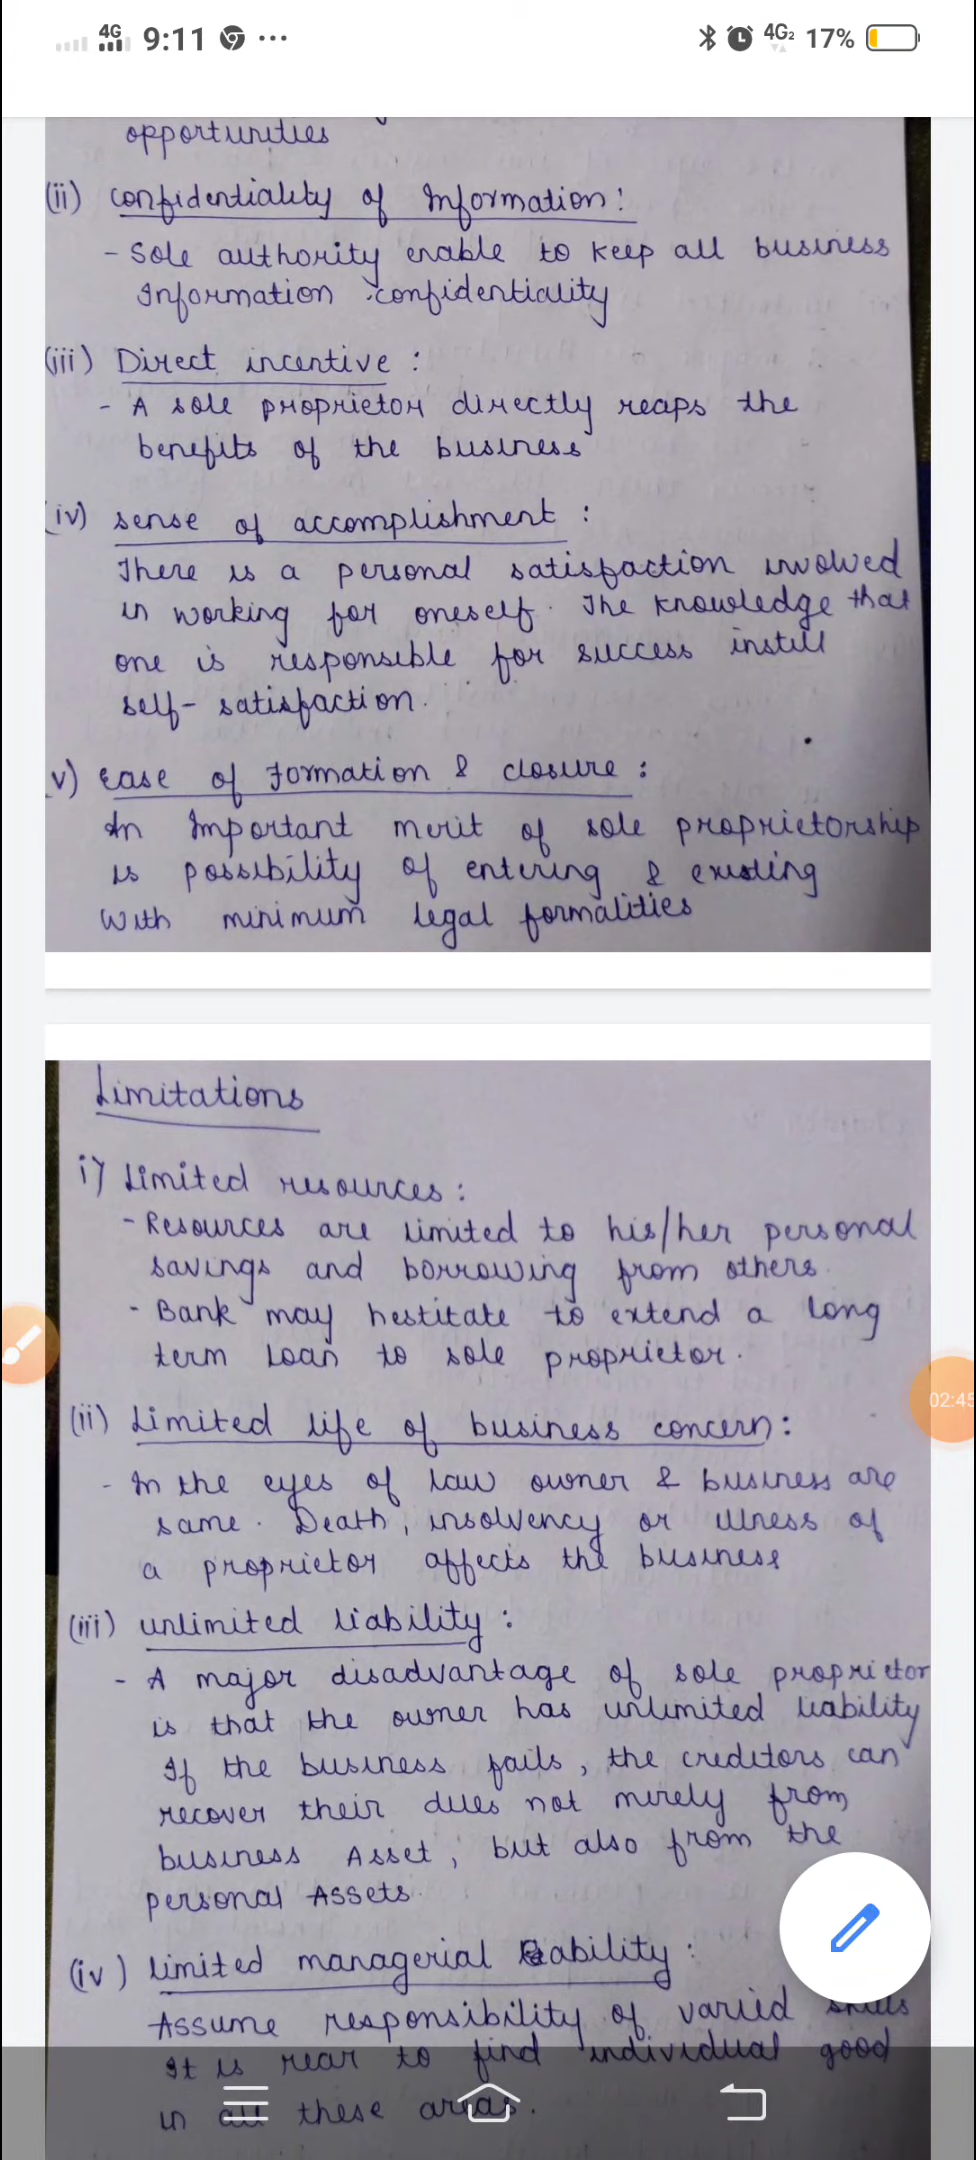 4G 9:11 ... 4G2 17%
opportunities
(ii) confidentiality of Information:
- Sole authority enable to keep all business
Information confidentiality
(iii) Direct incentive :
- A sole proprietor directly reaps the
benefits of the business
(iv) sense of accomplishment :
There is a personal satisfaction involved
in working for oneself. The knowledge that
one is responsible for success instill
self- satisfaction.
v) ease of Formation & closure :
An Important merit of sole proprietorship
is possibility of entering & existing
With minimum legal formalities
Limitations
i) Limited resources :
- Resources are limited to his/her personal
savings and borrowing from others.
- Bank may hestitate to extend a long
term Loan to sole proprietor.
02:45
(ii) Limited life of business concern :
- In the eyes of law owner & business are
same. Death, insolvency or illness of
a proprietor affects the business
(iii) unlimited liability :
- A major disadvantage of sole proprietor
is that the owner has unlimited liability
If the business fails, the creditors can
recover their dues not merely from
business Asset, but also from the
personal Assets.
(iv) limited managerial ability :
Assume responsibility of varied skills
It is rear to find individual good
in all these areas.